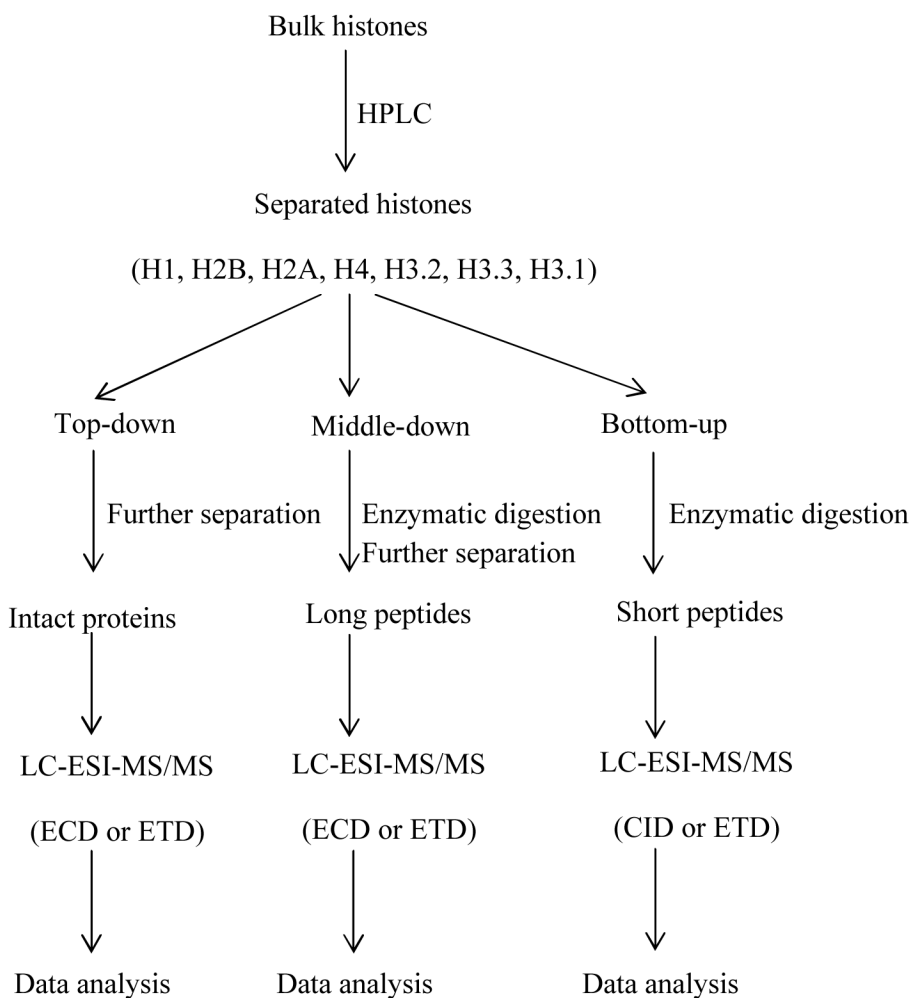 Bulk histones
HPLC
Separated histones
(H1, H2B, H2A, H4, H3.2, H3.3, H3.1)
Top-down
Middle-down
Bottom-up
Further separation
Enzymatic digestion
Further separation
Enzymatic digestion
Intact proteins
Long peptides
Short peptides
LC-ESI-MS/MS
LC-ESI-MS/MS
LC-ESI-MS/MS
(ECD or ETD)
(ECD or ETD)
(CID or ETD)
Data analysis
Data analysis
Data analysis